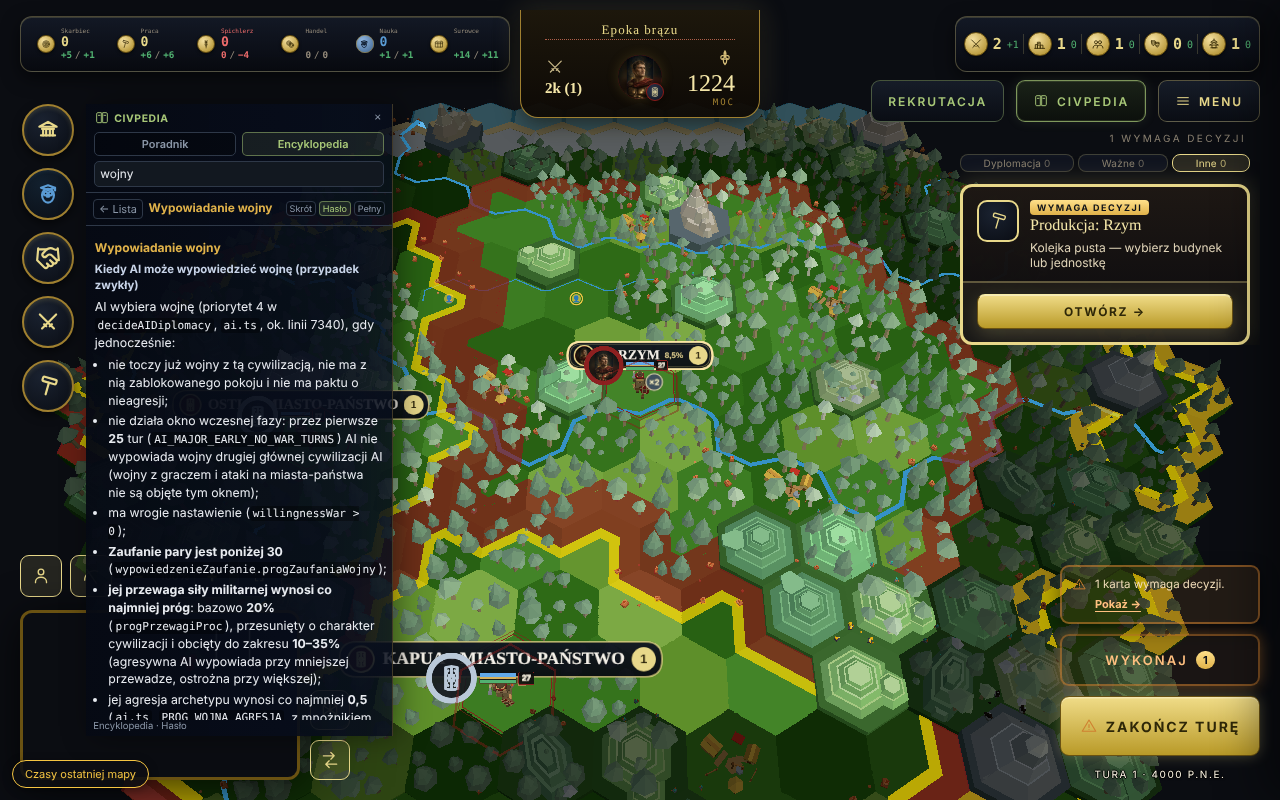 Skarbiec
0
+5 / +1
Praca
0
+6 / +6
Spichlerz
0
0 / −4
Handel
0 / 0
Nauka
0
+1 / +1
Surowce
+14 / +11
Epoka brązu
2k (1)
1224
MOC
2 +1
1 0
1 0
0 0
1 0
REKRUTACJA
CIVPEDIA
MENU
1 WYMAGA DECYZJI
Dyplomacja 0
Ważne 0
Inne 0
WYMAGA DECYZJI
Produkcja: Rzym
Kolejka pusta — wybierz budynek
lub jednostkę
OTWÓRZ →
CIVPEDIA
×
Poradnik
Encyklopedia
wojny
← Lista
Wypowiadanie wojny
Skrót
Hasło
Pełny
Wypowiadanie wojny
Kiedy AI może wypowiedzieć wojnę (przypadek
zwykły)
AI wybiera wojnę (priorytet 4 w
decideAIDiplomacy, ai.ts, ok. linii 7340), gdy
jednocześnie:
• nie toczy już wojny z tą cywilizacją, nie ma z
nią zablokowanego pokoju i nie ma paktu o
nieagresji;
• nie działa okno wczesnej fazy: przez pierwsze
25 tur (AI_MAJOR_EARLY_NO_WAR_TURNS) AI nie
wypowiada wojny drugiej głównej cywilizacji AI
(wojny z graczem i ataki na miasta-państwa
nie są objęte tym oknem);
• ma wrogie nastawienie (willingnessWar >
0);
• Zaufanie pary jest poniżej 30
(wypowiedzenieZaufanie.progZaufaniaWojny);
• jej przewaga siły militarnej wynosi co
najmniej próg: bazowo 20%
(progPrzewagiProc), przesunięty o charakter
cywilizacji i obcięty do zakresu 10–35%
(agresywna AI wypowiada przy mniejszej
przewadze, ostrożna przy większej);
• jej agresja archetypu wynosi co najmniej 0,5
(ai.ts, PROG_WOJNA_AGRESJA, z mnożnikiem
Encyklopedia · Hasło
RZYM
8,5%
1
27
×2
MIASTO-PAŃSTWO
1
KAPUA
MIASTO-PAŃSTWO
1
27
1 karta wymaga decyzji.
Pokaż →
WYKONAJ 1
ZAKOŃCZ TURĘ
TURA 1 · 4000 P.N.E.
Czasy ostatniej mapy